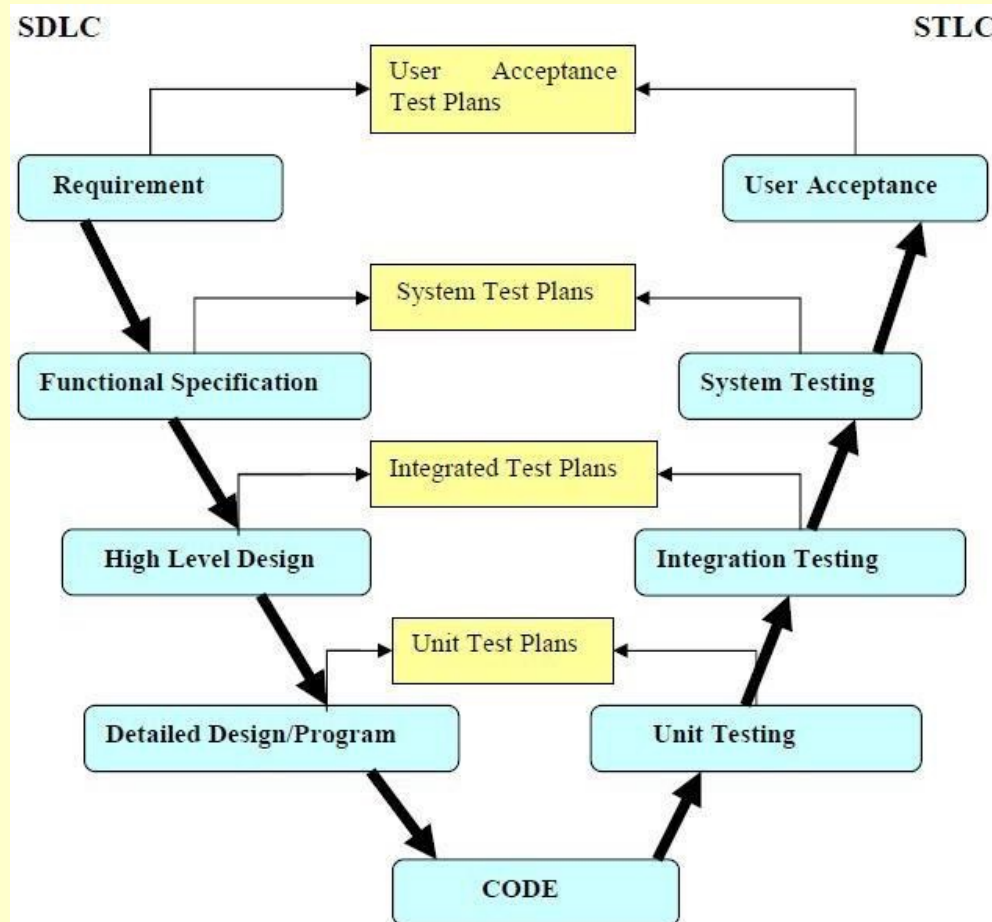 SDLC
STLC
User Acceptance
Test Plans
Requirement
User Acceptance
System Test Plans
Functional Specification
System Testing
Integrated Test Plans
High Level Design
Integration Testing
Unit Test Plans
Detailed Design/Program
Unit Testing
CODE